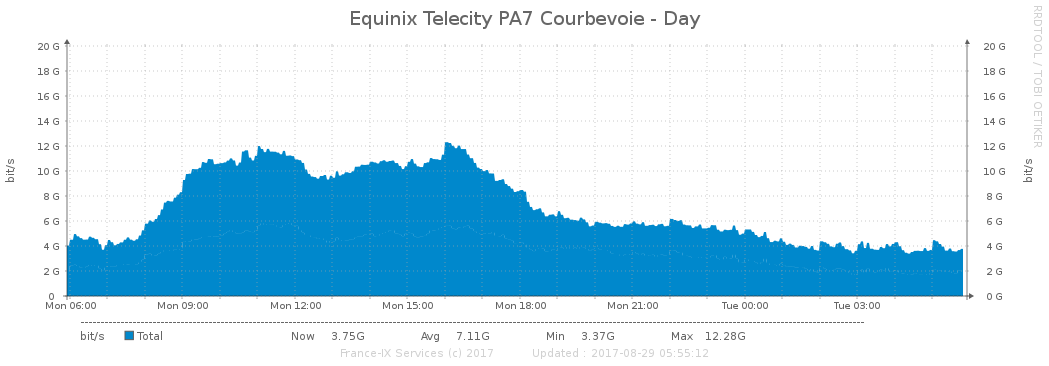 Equinix Telecity PA7 Courbevoie - Day
RRDTOOL / TOBI OETIKER
bit/s
20 G
18 G
16 G
14 G
12 G
10 G
8 G
6 G
4 G
2 G
0
20 G
18 G
16 G
14 G
12 G
10 G
8 G
6 G
4 G
2 G
0 G
bit/s
Mon 06:00 Mon 09:00 Mon 12:00 Mon 15:00 Mon 18:00 Mon 21:00 Tue 00:00 Tue 03:00
bit/s Total Now 3.75G Avg 7.11G Min 3.37G Max 12.28G
France-IX Services (c) 2017 Updated : 2017-08-29 05:55:12